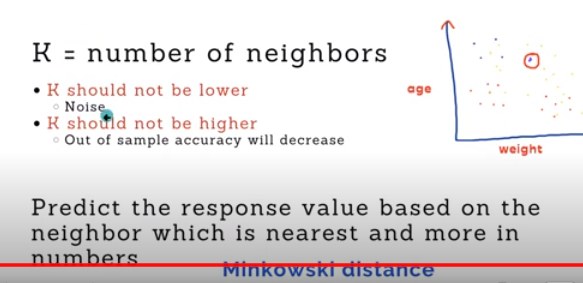 K = number of neighbors
• K should not be lower
○ Noise
• K should not be higher
○ Out of sample accuracy will decrease
age
weight
Predict the response value based on the
neighbor which is nearest and more in
numbers
Minkowski distance